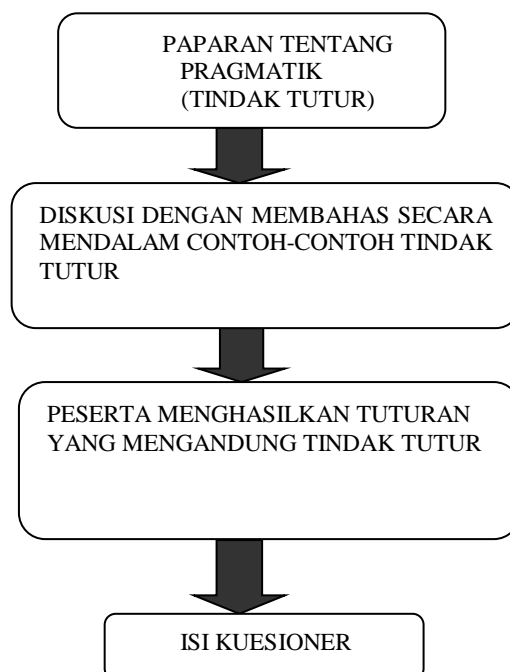 PAPARAN TENTANG
PRAGMATIK
(TINDAK TUTUR)
DISKUSI DENGAN MEMBAHAS SECARA
MENDALAM CONTOH-CONTOH TINDAK
TUTUR
PESERTA MENGHASILKAN TUTURAN
YANG MENGANDUNG TINDAK TUTUR
ISI KUESIONER